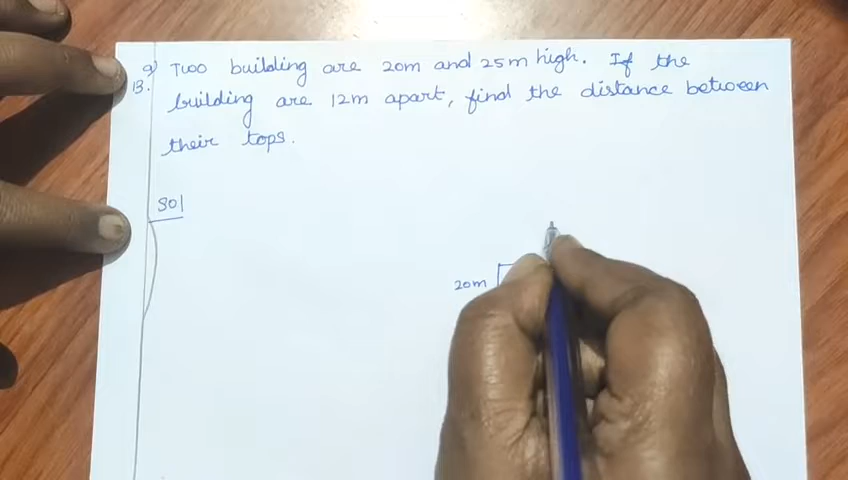 9) Two building are 20m and 25m high. If the
13. building are 12m apart, find the distance between
their tops.
Sol
20m